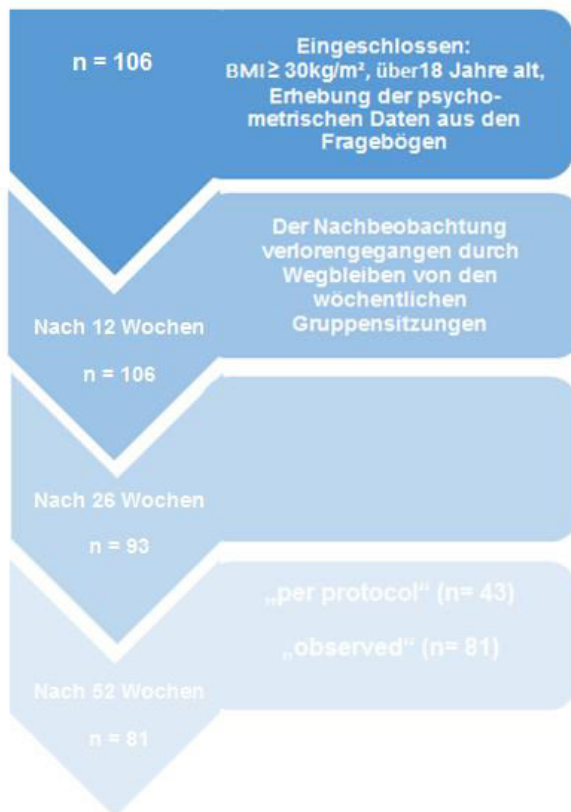 n = 106
Eingeschlossen:
BMI ≥ 30kg/m², über18 Jahre alt,
Erhebung der psycho-
metrischen Daten aus den
Fragebögen
Der Nachbeobachtung
verlorengegangen durch
Wegbleiben von den
wöchentlichen
Gruppensitzungen
Nach 12 Wochen
n = 106
Nach 26 Wochen
n = 93
„per protocol“ (n= 43)
„observed“ (n= 81)
Nach 52 Wochen
n = 81